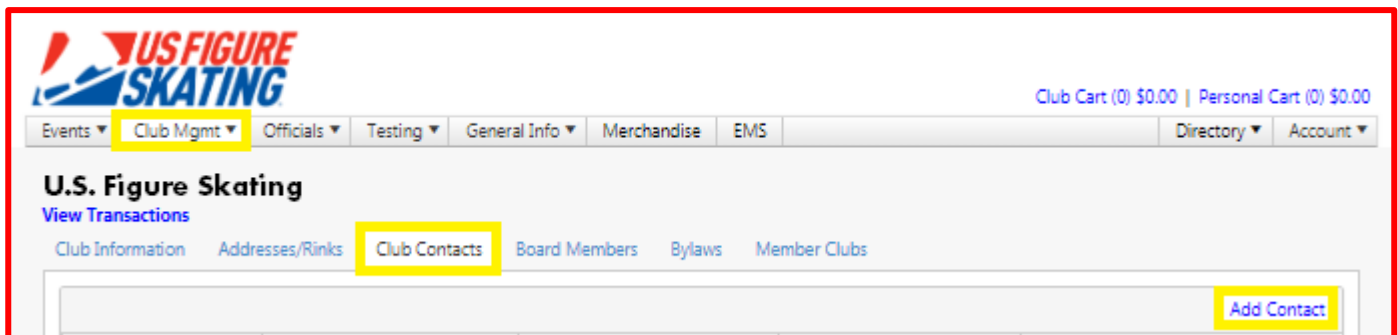 US FIGURE
SKATING
Club Cart (0) $0.00 | Personal Cart (0) $0.00
Events ▼ Club Mgmt ▼ Officials ▼ Testing ▼ General Info ▼ Merchandise EMS Directory ▼ Account ▼
U.S. Figure Skating
View Transactions
Club Information Addresses/Rinks Club Contacts Board Members Bylaws Member Clubs
Add Contact